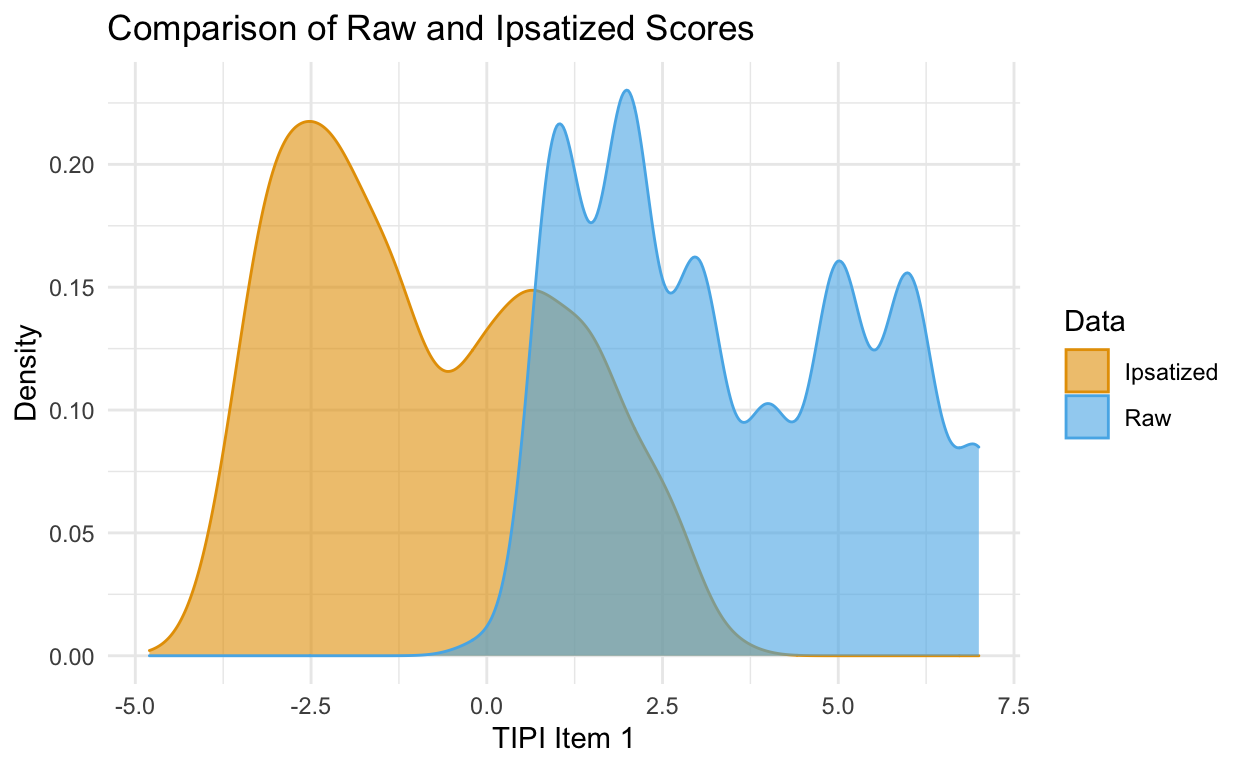 Comparison of Raw and Ipsatized Scores
0.20
0.15
0.10
0.05
0.00
Density
-5.0 -2.5 0.0 2.5 5.0 7.5
TIPI Item 1
Data
Ipsatized
Raw